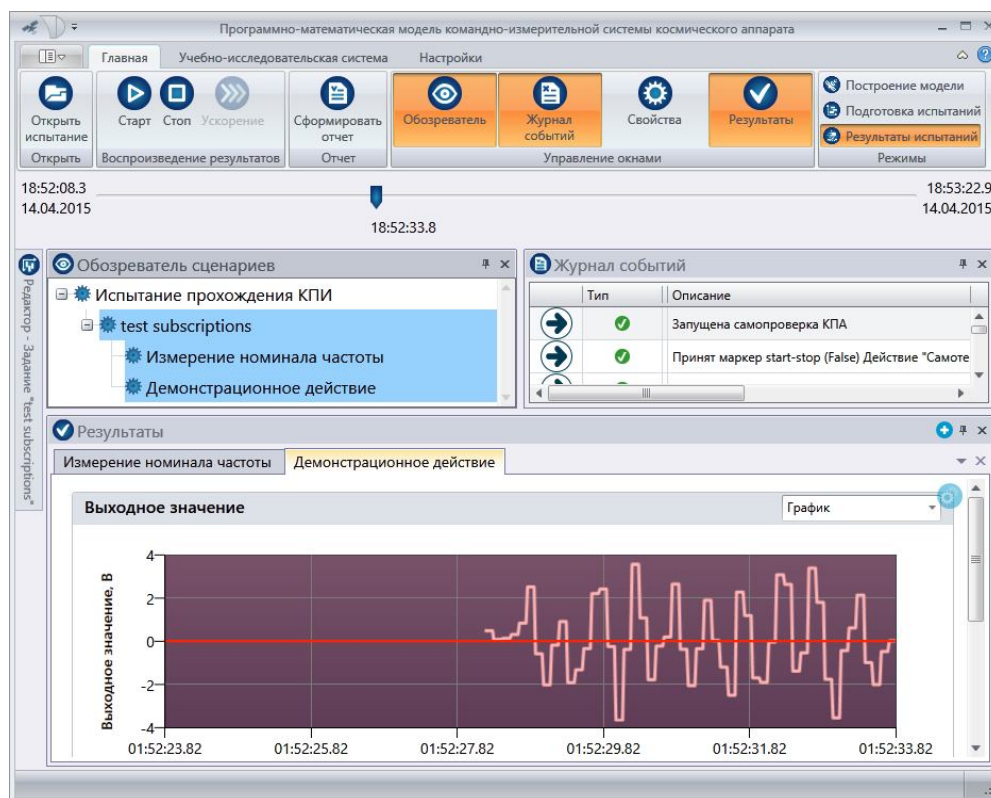 Программно-математическая модель командно-измерительной системы космического аппарата
Главная Учебно-исследовательская система Настройки
Открыть испытание
Старт Стоп Ускорение
Сформировать отчет
Обозреватель Журнал событий Свойства Результаты
Построение модели
Подготовка испытаний
Результаты испытаний
Открыть Воспроизведение результатов Отчет Управление окнами Режимы
18:52:08.3 18:53:22.9
14.04.2015 14.04.2015
18:52:33.8
Редактор - Задание "test subscriptions"
Обозреватель сценариев
Испытание прохождения КПИ
test subscriptions
Измерение номинала частоты
Демонстрационное действие
Журнал событий
Тип Описание
Запущена самопроверка КПА
Принят маркер start-stop (False) Действие "Самоте
Результаты
Измерение номинала частоты Демонстрационное действие
Выходное значение График
Выходное значение, В
4
2
0
-2
-4
01:52:23.82 01:52:25.82 01:52:27.82 01:52:29.82 01:52:31.82 01:52:33.82